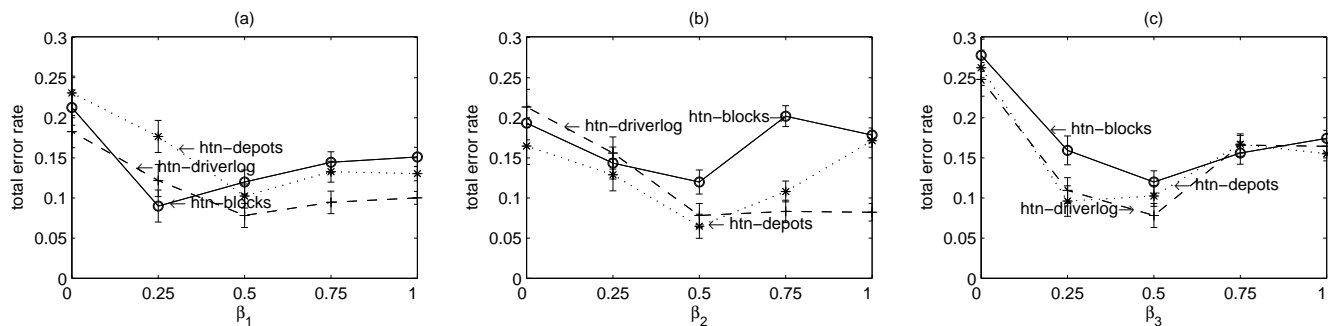 (a)
total error rate
0.3
0.25
0.2
0.15
0.1
0.05
0
←htn-depots
←htn-driverlog
←htn-blocks
0 0.25 0.5 0.75 1
β1
(b)
total error rate
0.3
0.25
0.2
0.15
0.1
0.05
0
←htn-driverlog
htn-blocks→
←htn-depots
0 0.25 0.5 0.75 1
β2
(c)
total error rate
0.3
0.25
0.2
0.15
0.1
0.05
0
←htn-blocks
←htn-depots
htn-driverlog→
0 0.25 0.5 0.75 1
β3